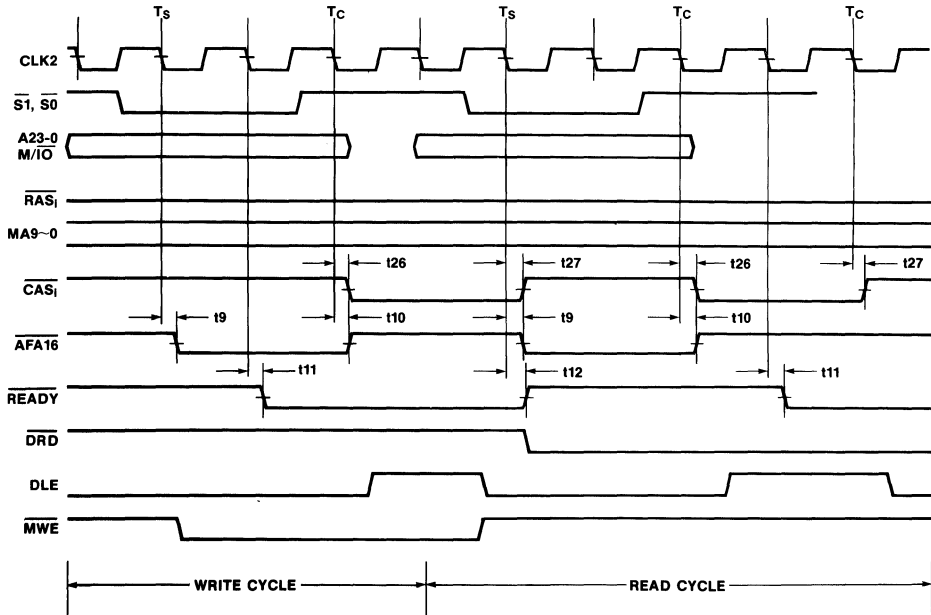 TS TC TS TC TC
CLK2
S1, S0
A23-0
M/IO
RASi
MA9~0
t26 t27 t26 t27
CASi
t9 t10 t9 t10
AFA16
t11 t12 t11
READY
DRD
DLE
MWE
WRITE CYCLE READ CYCLE